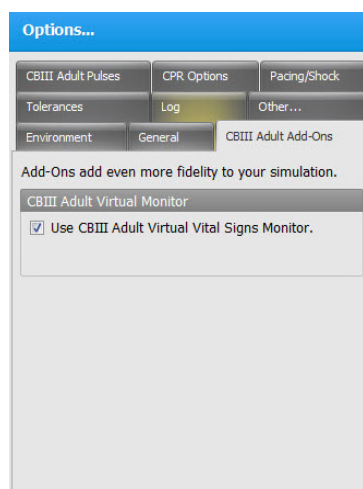 Options...
CBIII Adult Pulses CPR Options Pacing/Shock
Tolerances Log Other...
Environment General CBIII Adult Add-Ons
Add-Ons add even more fidelity to your simulation.
CBIII Adult Virtual Monitor
Use CBIII Adult Virtual Vital Signs Monitor.